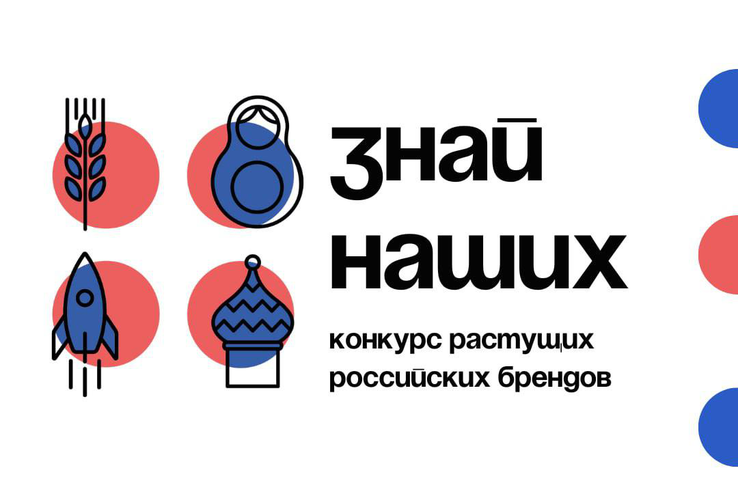 знай
наших
конкурс растущих
российских брендов